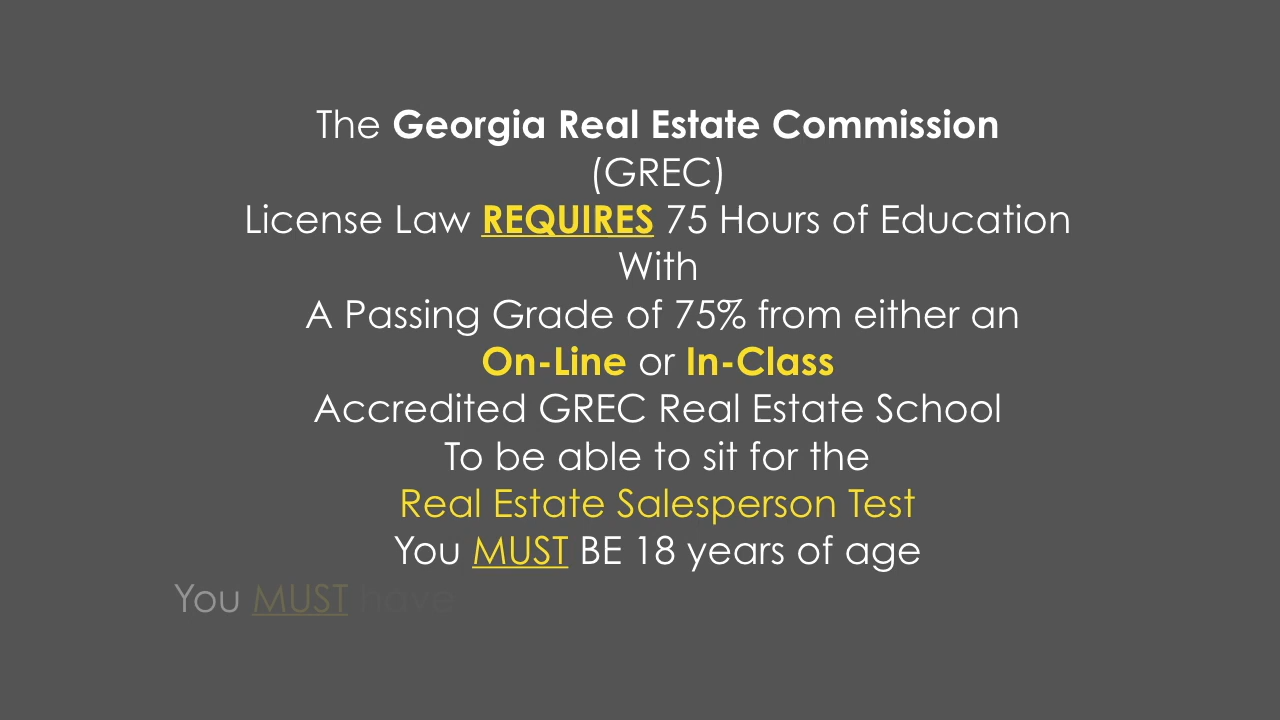 The Georgia Real Estate Commission
(GREC)
License Law REQUIRES 75 Hours of Education
With
A Passing Grade of 75% from either an
On-Line or In-Class
Accredited GREC Real Estate School
To be able to sit for the
Real Estate Salesperson Test
You MUST BE 18 years of age
You MUST have